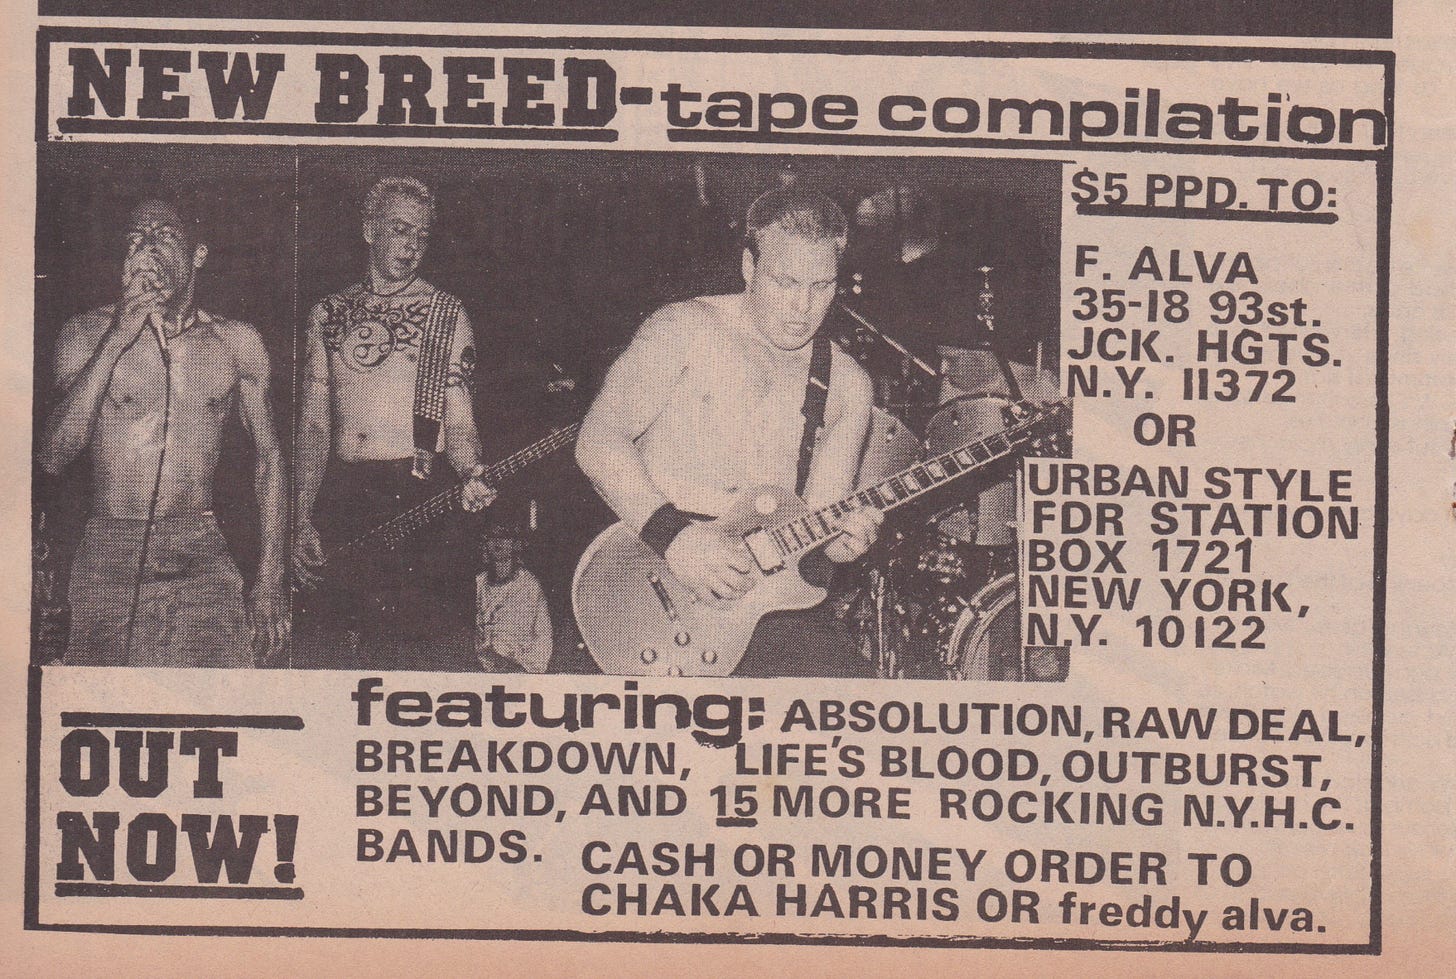 NEW BREED-tape compilation
$5 PPD. TO:
F. ALVA
35-18 93st.
JCK. HGTS.
N.Y. 11372
OR
URBAN STYLE
FDR STATION
BOX 1721
NEW YORK,
N.Y. 10122
OUT
NOW!
featuring: ABSOLUTION, RAW DEAL,
BREAKDOWN, LIFE'S BLOOD, OUTBURST,
BEYOND, AND 15 MORE ROCKING N.Y.H.C.
BANDS.
CASH OR MONEY ORDER TO
CHAKA HARRIS OR freddy alva.